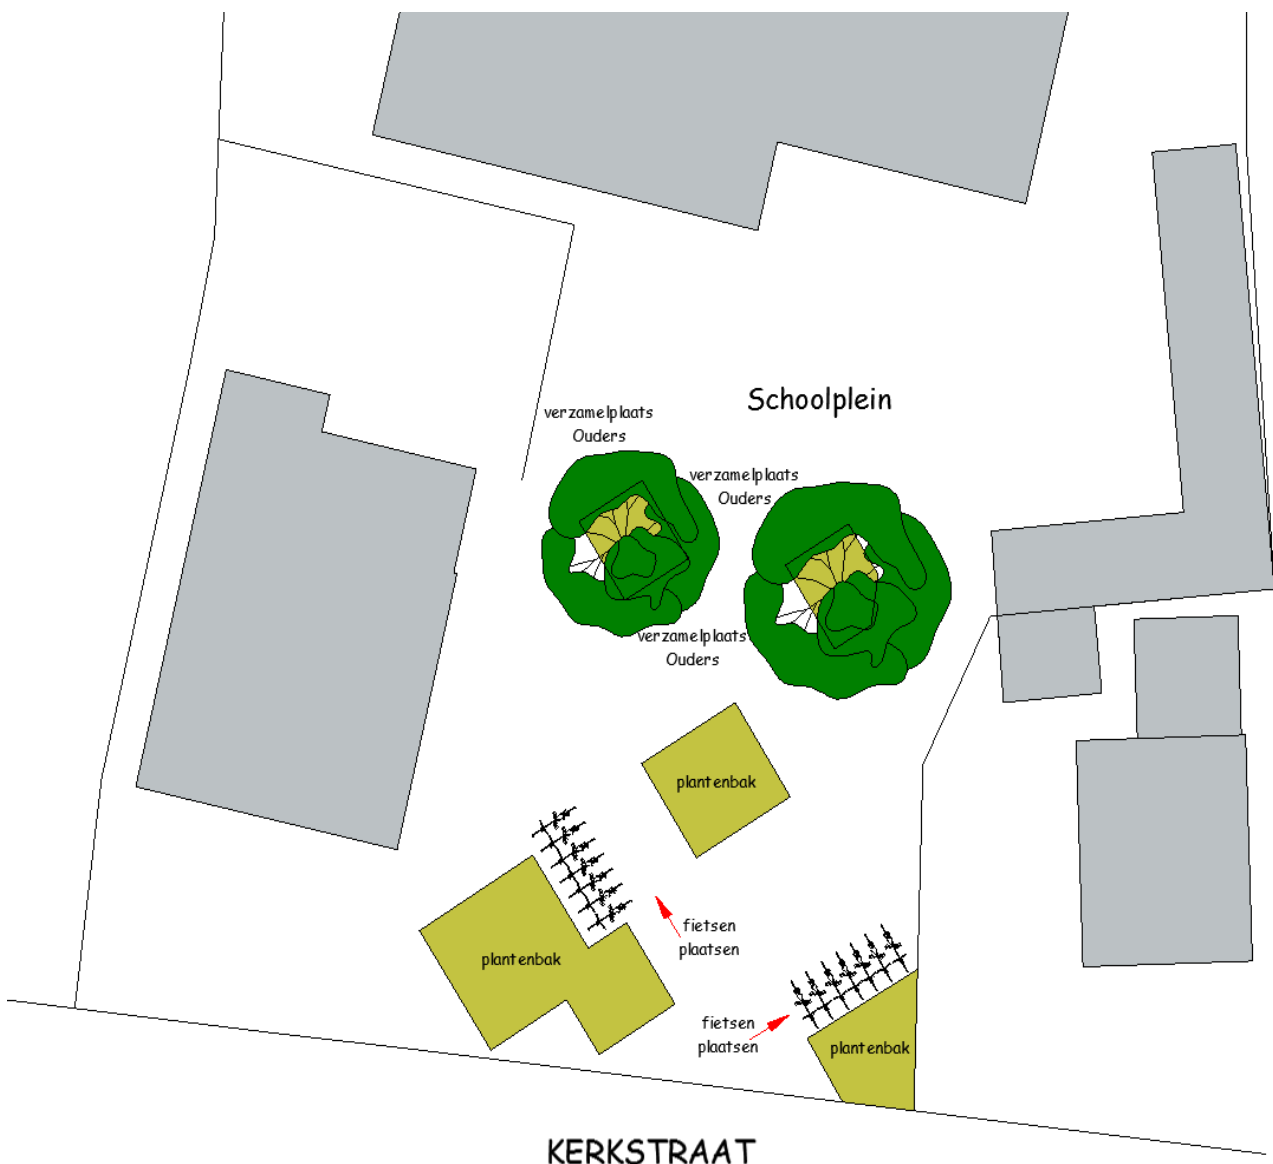 Schoolplein
verzamelplaats
Ouders
verzamelplaats
Ouders
verzamelplaats
Ouders
plantenbak
fietsen
plaatsen
plantenbak
fietsen
plaatsen
plantenbak
KERKSTRAAT